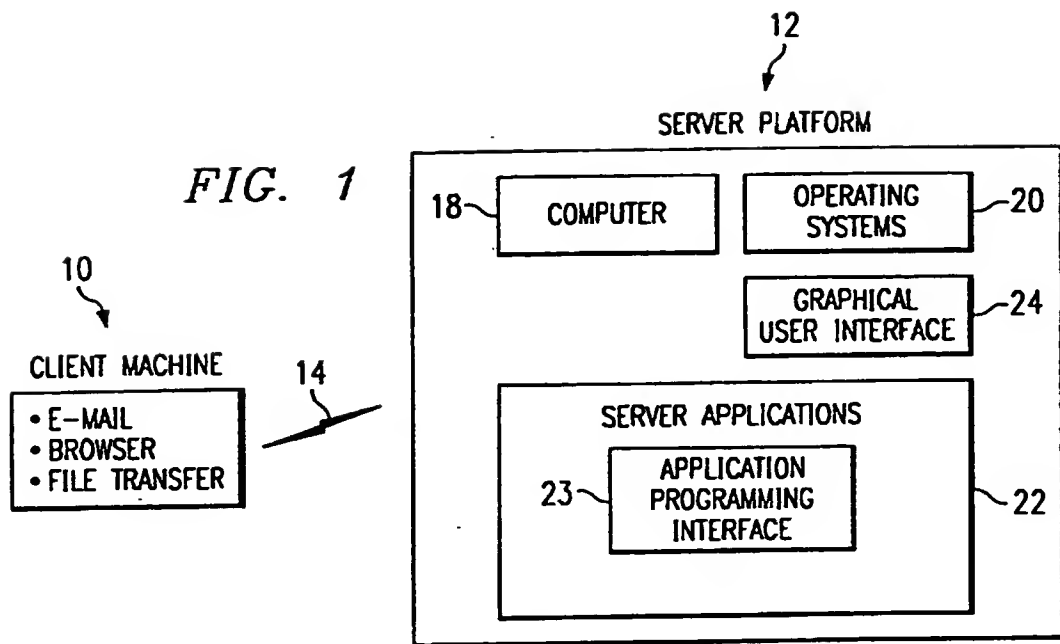 12
SERVER PLATFORM
FIG. 1
18
COMPUTER
OPERATING
SYSTEMS
20
10
GRAPHICAL
USER INTERFACE
24
CLIENT MACHINE
14
• E-MAIL
• BROWSER
• FILE TRANSFER
SERVER APPLICATIONS
23
APPLICATION
PROGRAMMING
INTERFACE
22